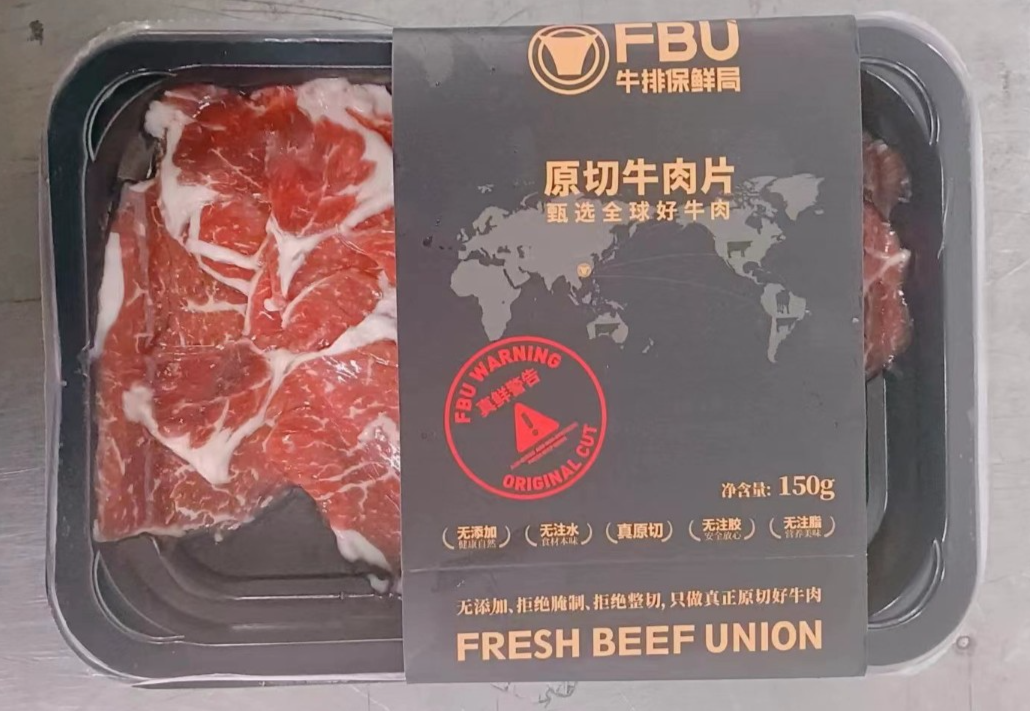 FBU
牛排保鲜局
原切牛肉片
甄选全球好牛肉
FBU WARNING
真鲜警告
ORIGINAL CUT
净含量: 150g
无添加 无注水 真原切 无注胶 无注脂
健康自然 食材本味 安全放心 营养美味
无添加、拒绝腌制、拒绝整切, 只做真正原切好牛肉
FRESH BEEF UNION